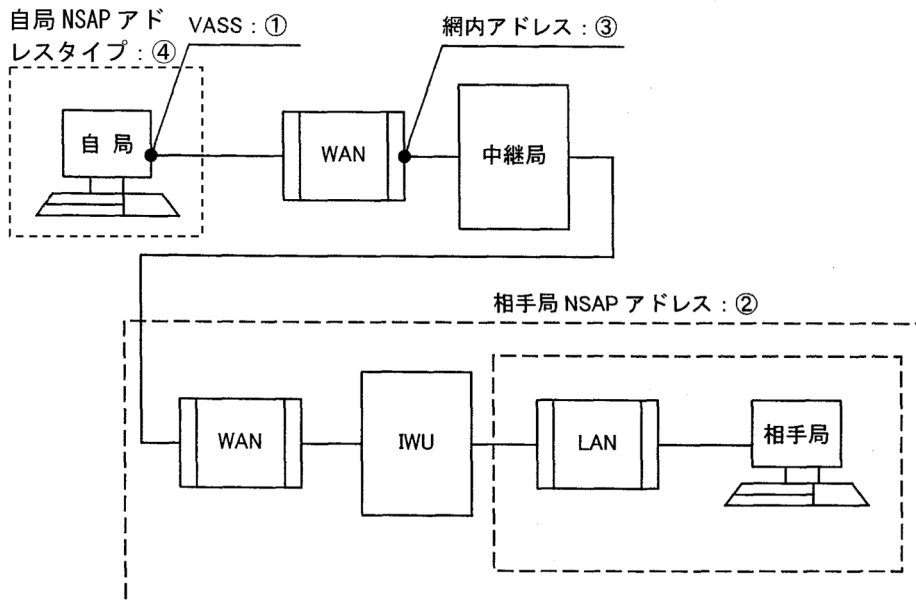 自局 NSAP アド
レスタイプ：④
VASS：①
網内アドレス：③
自 局
WAN
中継局
相手局 NSAP アドレス：②
WAN
IWU
LAN
相手局